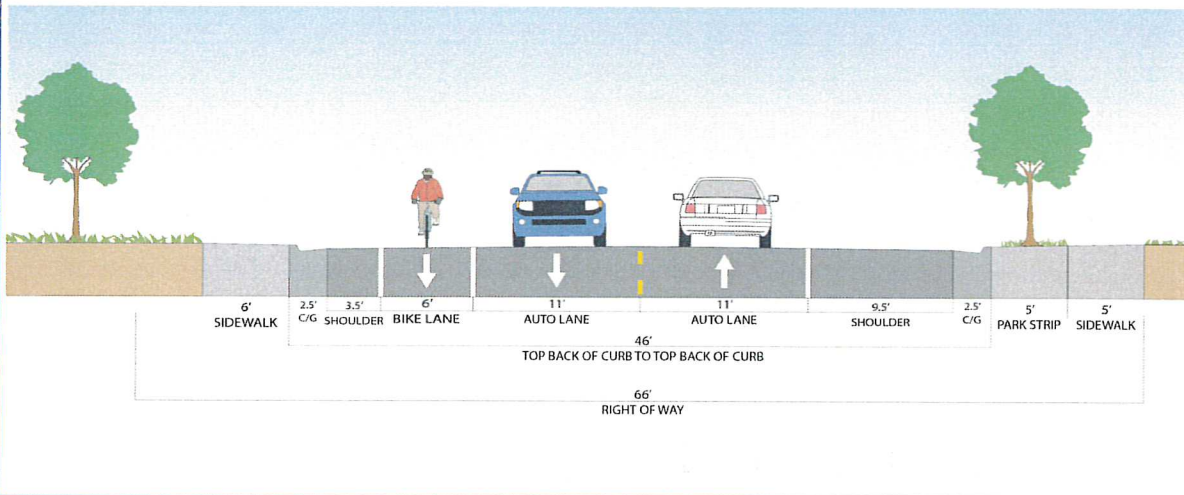 6'
SIDEWALK
2.5'
C/G
3.5'
SHOULDER
6'
BIKE LANE
11'
AUTO LANE
11'
AUTO LANE
9.5'
SHOULDER
2.5'
C/G
5'
PARK STRIP
5'
SIDEWALK
46'
TOP BACK OF CURB TO TOP BACK OF CURB
66'
RIGHT OF WAY